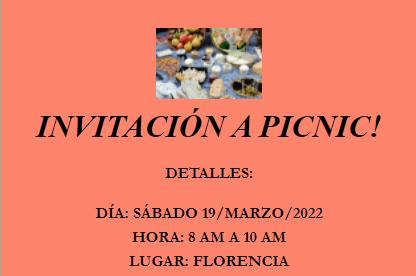 INVITACIÓN A PICNIC!
DETALLES:
DÍA: SÁBADO 19/MARZO/2022
HORA: 8 AM A 10 AM
LUGAR: FLORENCIA